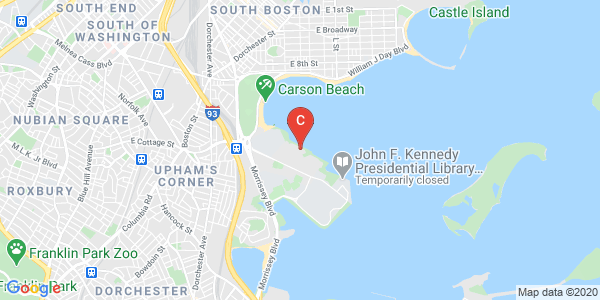 SOUTH END
SOUTH BOSTON
Castle Island
SOUTH OF
WASHINGTON
Dorchester Ave
Dorchester St
E Broadway
L St
Melnea Cass Blvd
E 8th St
William J Day Blvd
Washington St
Norfolk Ave
Carson Beach
93
C
NUBIAN SQUARE
Boston St
E Cottage St
M.L.K. Jr Blvd
Blue Hill Avenue
UPHAM'S
CORNER
John F. Kennedy
Presidential Library...
Temporarily closed
ROXBURY
Columbia Rd
Morrissey Blvd
Hancock St
Franklin Park Zoo
Bowdoin St
Dorchester Ave
Morrissey Blvd
Franklin Park
Google
DORCHESTER
Map data ©2020